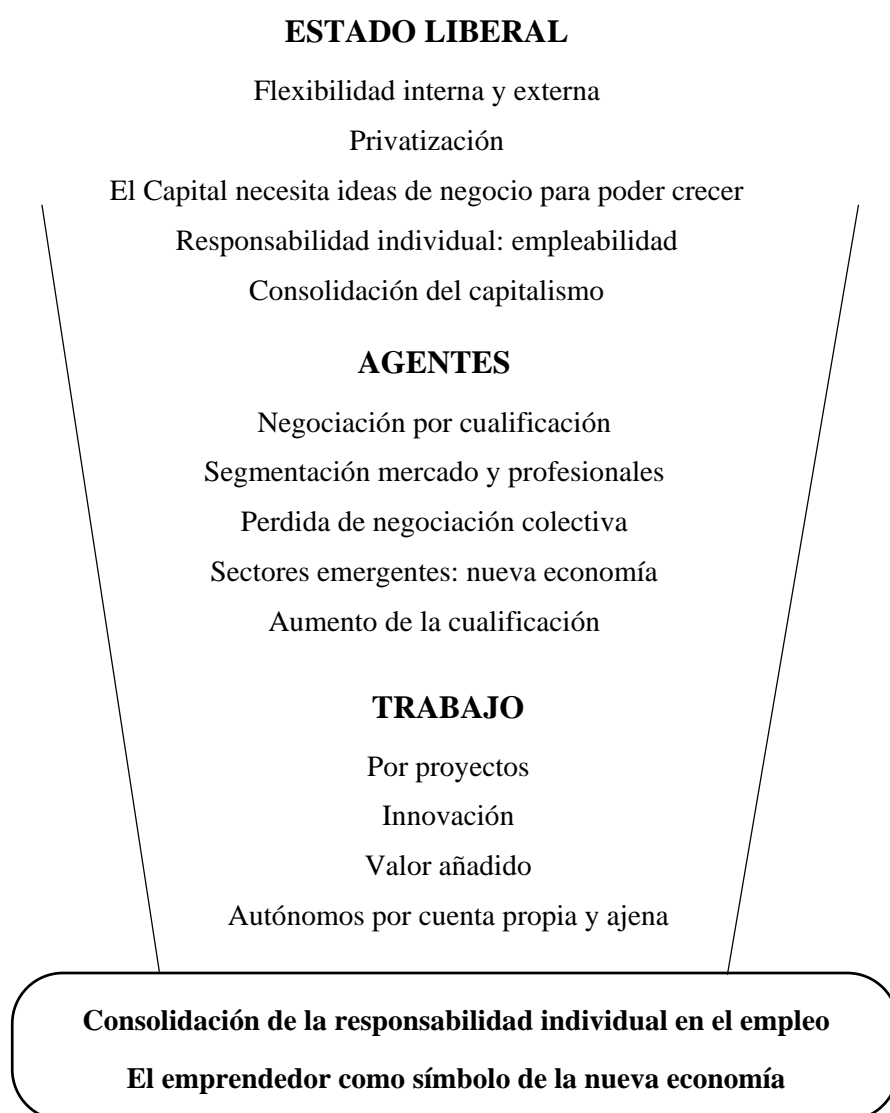 ESTADO LIBERAL
Flexibilidad interna y externa
Privatización
El Capital necesita ideas de negocio para poder crecer
Responsabilidad individual: empleabilidad
Consolidación del capitalismo
AGENTES
Negociación por cualificación
Segmentación mercado y profesionales
Perdida de negociación colectiva
Sectores emergentes: nueva economía
Aumento de la cualificación
TRABAJO
Por proyectos
Innovación
Valor añadido
Autónomos por cuenta propia y ajena
Consolidación de la responsabilidad individual en el empleo
El emprendedor como símbolo de la nueva economía